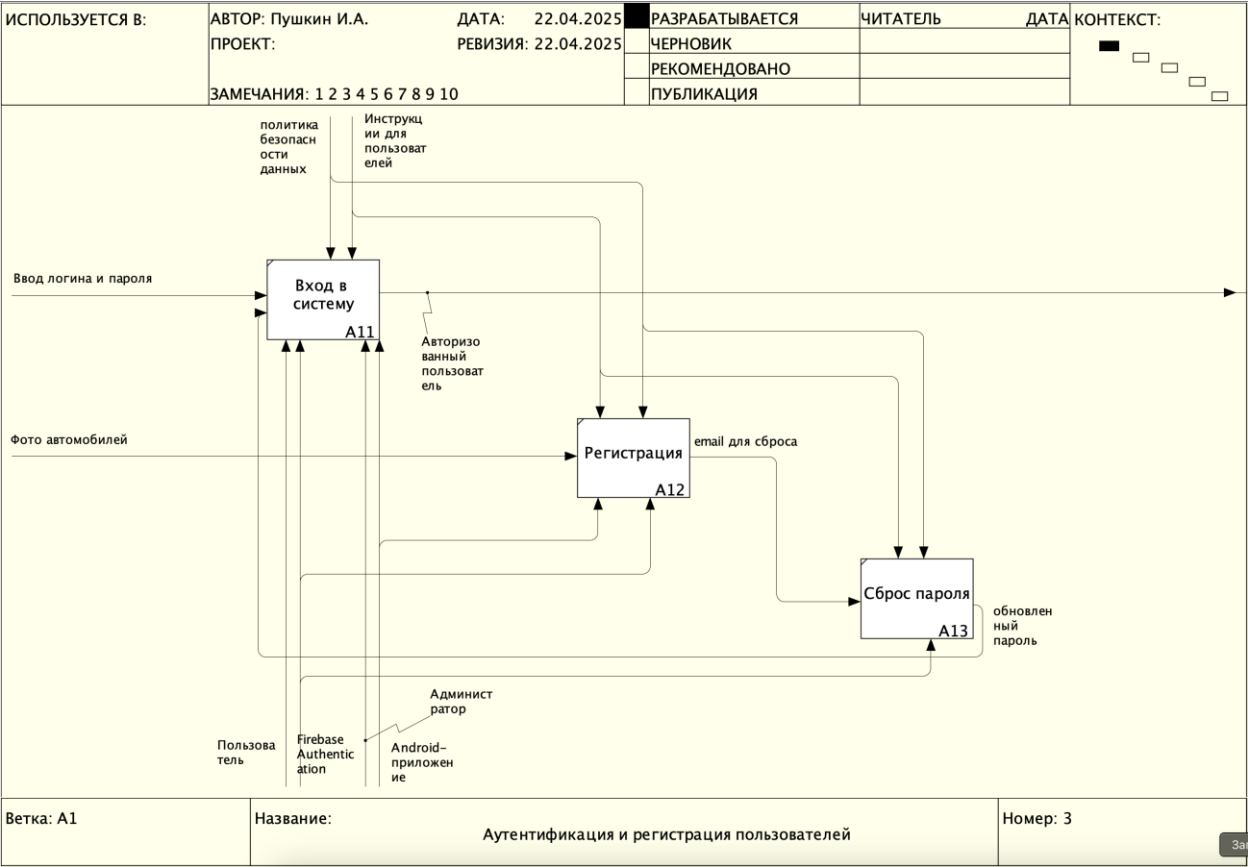 ИСПОЛЬЗУЕТСЯ В:
АВТОР: Пушкин И.А.
ДАТА: 22.04.2025
РАЗРАБАТЫВАЕТСЯ
ЧИТАТЕЛЬ
ДАТА
КОНТЕКСТ:
ПРОЕКТ:
РЕВИЗИЯ: 22.04.2025
ЧЕРНОВИК
РЕКОМЕНДОВАНО
ЗАМЕЧАНИЯ: 1 2 3 4 5 6 7 8 9 10
ПУБЛИКАЦИЯ
политика
безопасн
ости
данных
Инструкц
ии для
пользоват
елей
Ввод логина и пароля
Вход в
систему
A11
Авторизо
ванный
пользоват
ель
Фото автомобилей
Регистрация
A12
email для сброса
Сброс пароля
A13
обновлен
ный
пароль
Админист
ратор
Пользова
тель
Firebase
Authentic
ation
Android-
приложен
ие
Ветка: A1
Название:
Аутентификация и регистрация пользователей
Номер: 3